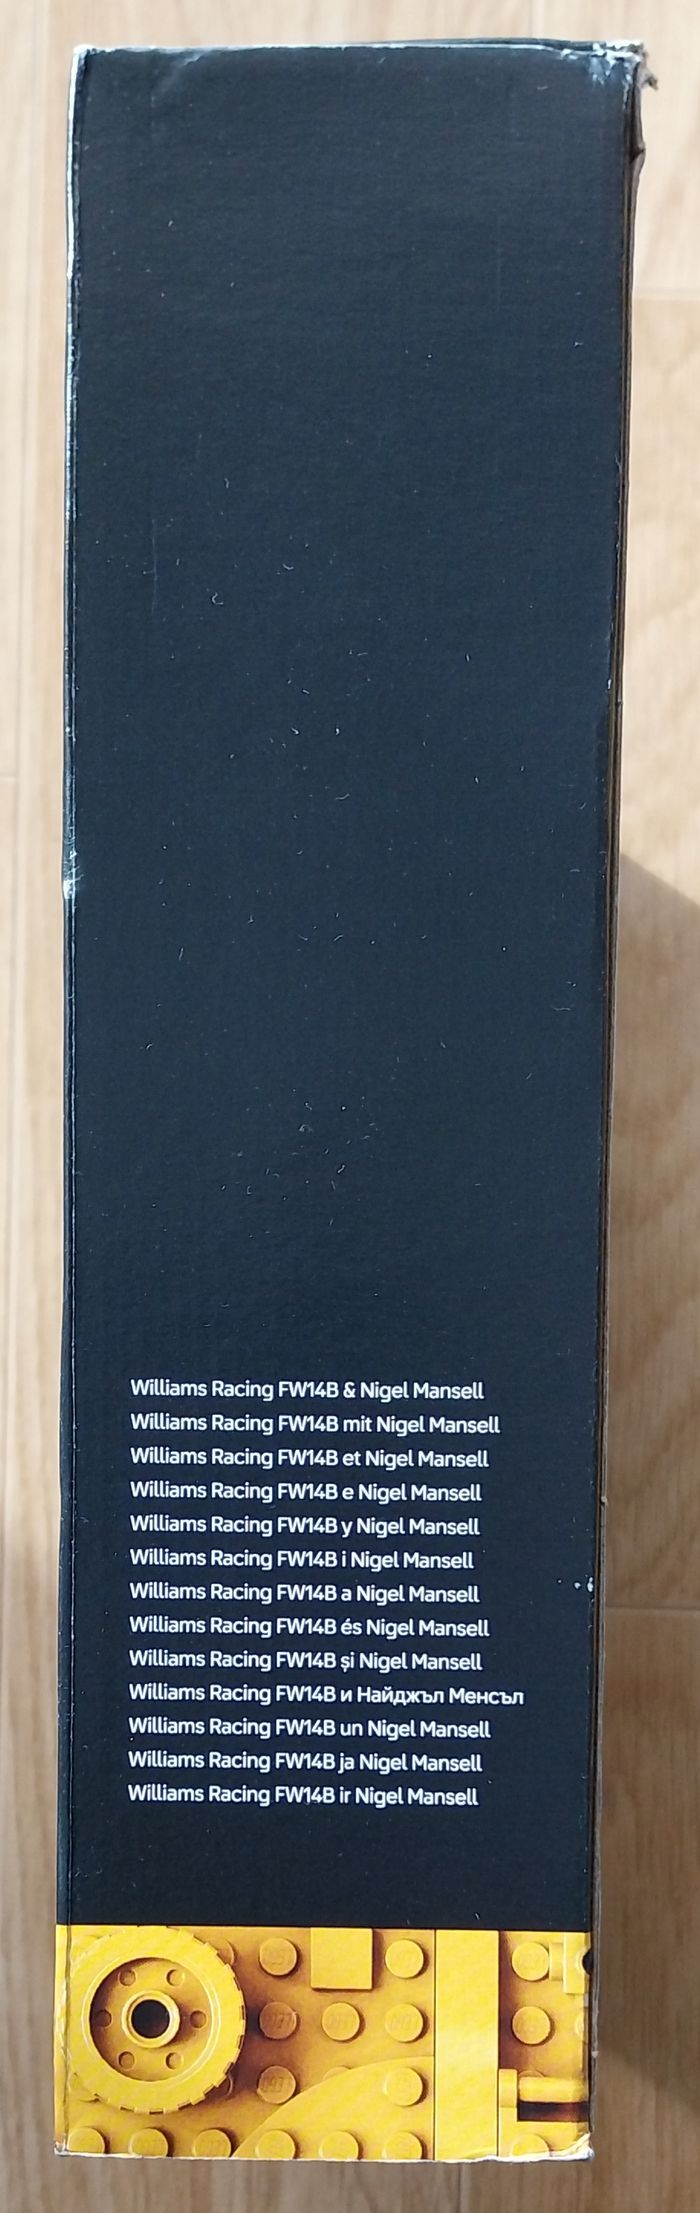 Williams Racing FW14B & Nigel Mansell
Williams Racing FW14B mit Nigel Mansell
Williams Racing FW14B et Nigel Mansell
Williams Racing FW14B e Nigel Mansell
Williams Racing FW14B y Nigel Mansell
Williams Racing FW14B i Nigel Mansell
Williams Racing FW14B a Nigel Mansell
Williams Racing FW14B és Nigel Mansell
Williams Racing FW14B și Nigel Mansell
Williams Racing FW14B и Найджъл Менсъл
Williams Racing FW14B un Nigel Mansell
Williams Racing FW14B ja Nigel Mansell
Williams Racing FW14B ir Nigel Mansell